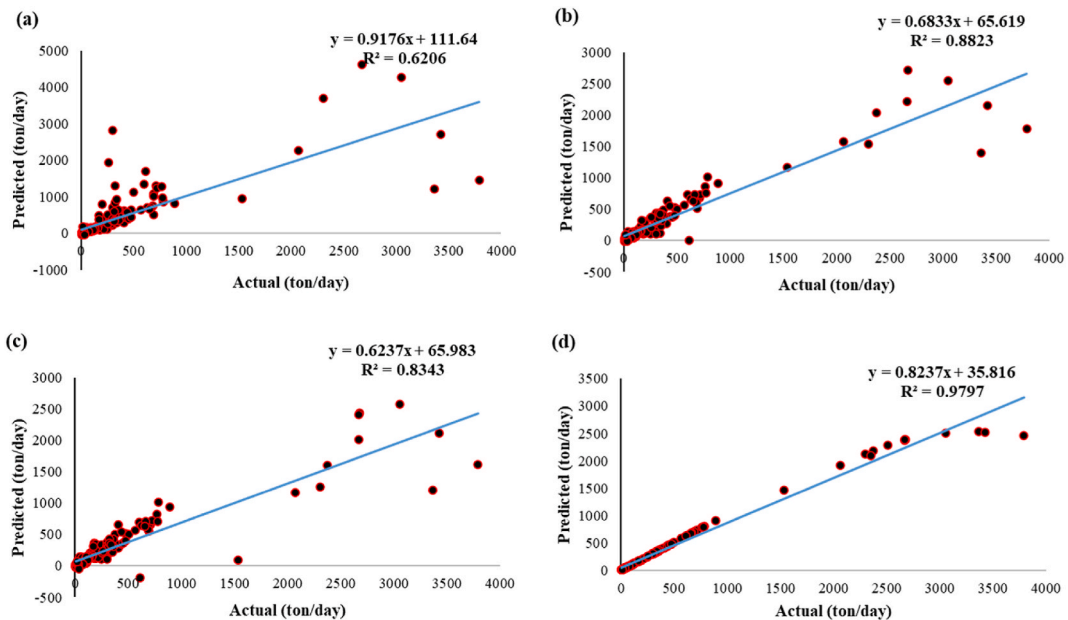 (a)
y = 0.9176x + 111.64
R² = 0.6206
5000
4000
3000
2000
1000
0
-1000
0 500 1000 1500 2000 2500 3000 3500 4000
Predicted (ton/day)
Actual (ton/day)
(b)
y = 0.6833x + 65.619
R² = 0.8823
3000
2500
2000
1500
1000
500
0
-500
0 500 1000 1500 2000 2500 3000 3500 4000
Predicted (ton/day)
Actual (ton/day)
(c)
y = 0.6237x + 65.983
R² = 0.8343
3000
2500
2000
1500
1000
500
0
-500
0 500 1000 1500 2000 2500 3000 3500 4000
Predicted (ton/day)
Actual (ton/day)
(d)
y = 0.8237x + 35.816
R² = 0.9797
3500
3000
2500
2000
1500
1000
500
0
0 500 1000 1500 2000 2500 3000 3500 4000
Predicted (ton/day)
Actual (ton/day)